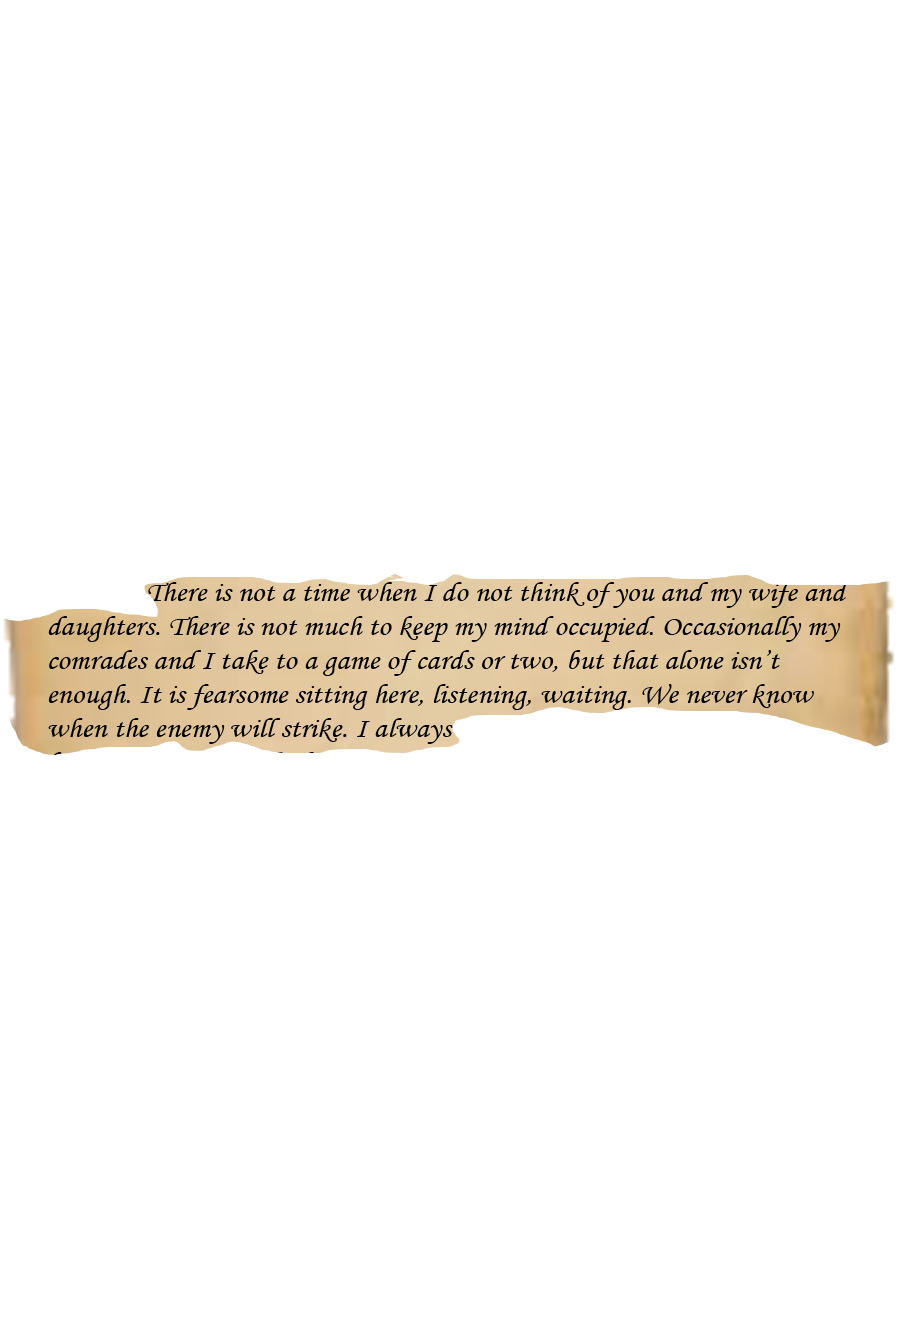 There is not a time when I do not think of you and my wife and
daughters. There is not much to keep my mind occupied. Occasionally my
comrades and I take to a game of cards or two, but that alone isn't
enough. It is fearsome sitting here, listening, waiting. We never know
when the enemy will strike. I always